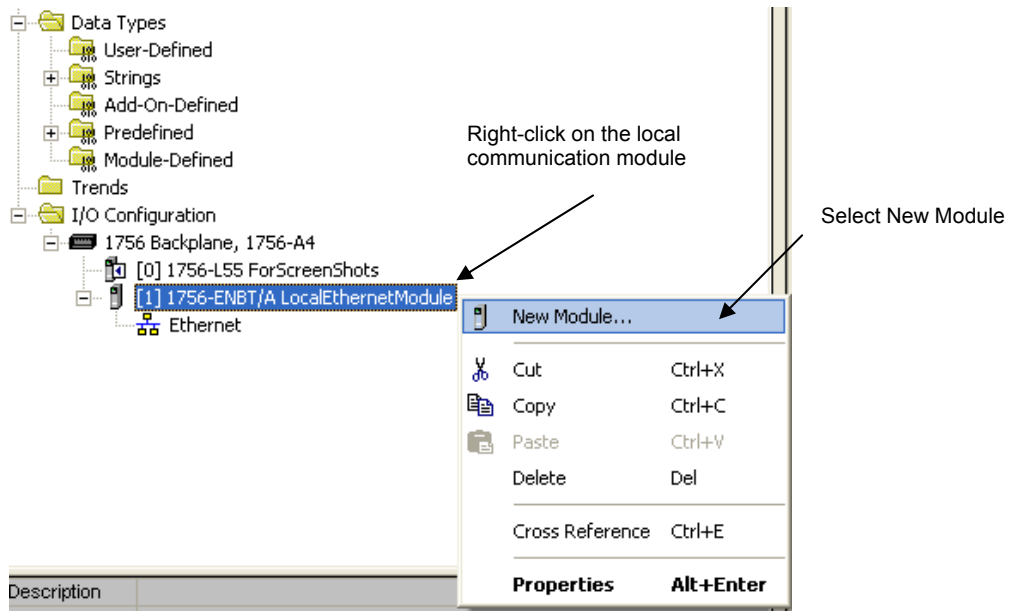 Data Types
User-Defined
Strings
Add-On-Defined
Predefined
Module-Defined
Trends
I/O Configuration
1756 Backplane, 1756-A4
[0] 1756-L55 ForScreenShots
[1] 1756-ENBT/A LocalEthernetModule
Ethernet
Right-click on the local
communication module
Select New Module
New Module...
Cut Ctrl+X
Copy Ctrl+C
Paste Ctrl+V
Delete Del
Cross Reference Ctrl+E
Properties Alt+Enter
Description